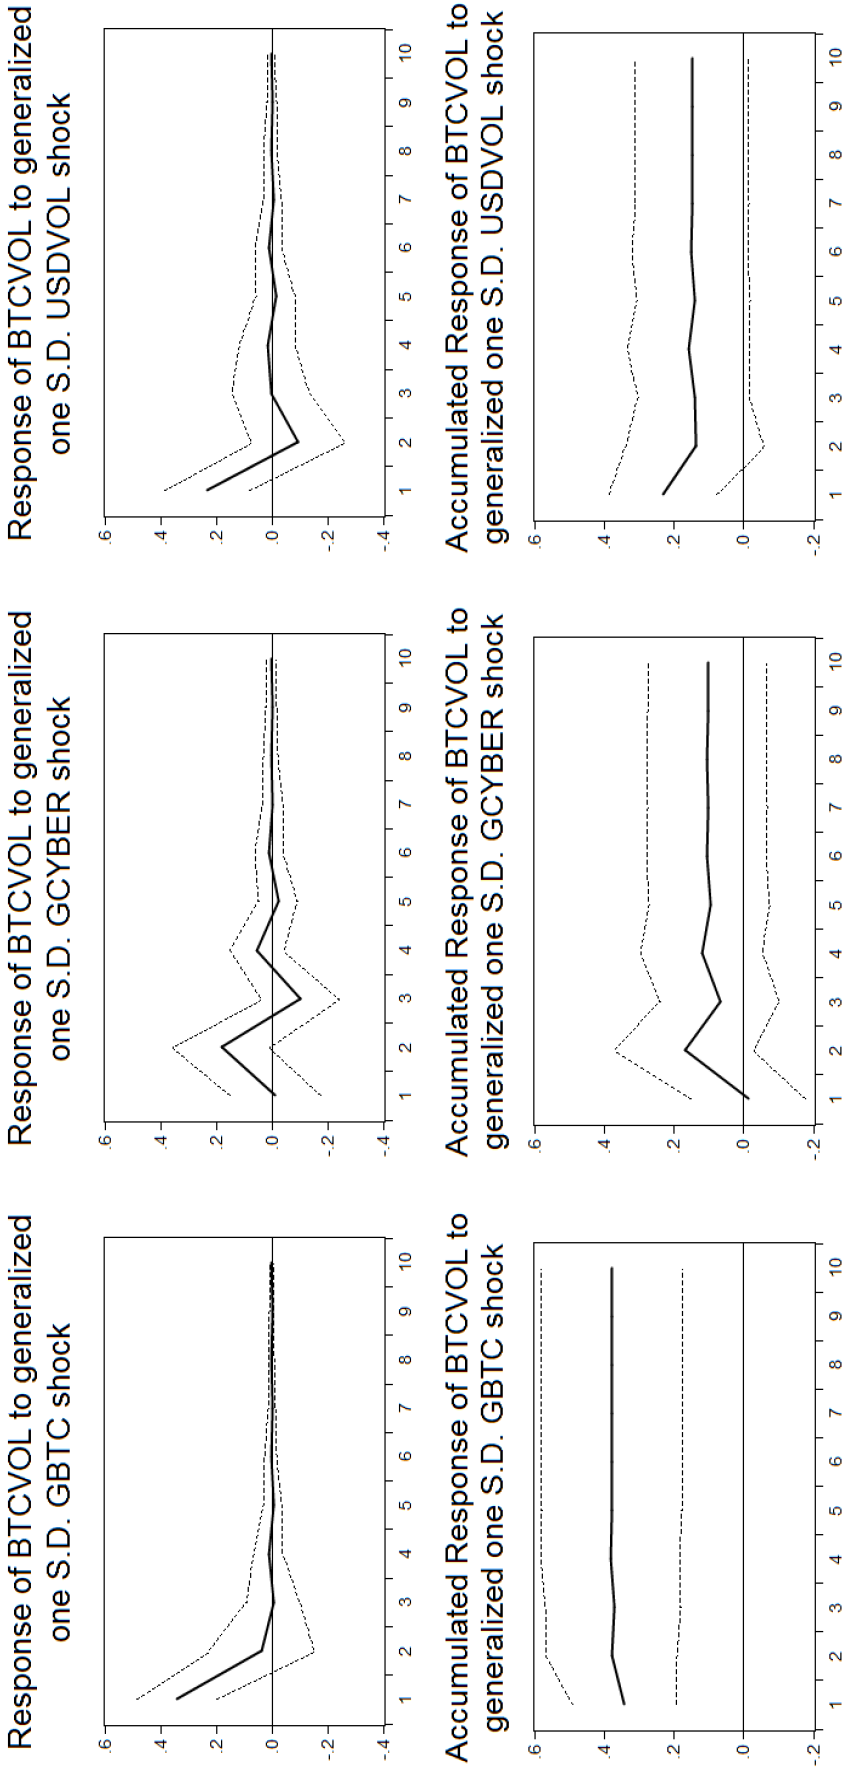 Response of BTCVOL to generalized
one S.D. GBTC shock
.6
.4
.2
.0
-.2
-.4
1 2 3 4 5 6 7 8 9 10
Response of BTCVOL to generalized
one S.D. GCYBER shock
.6
.4
.2
.0
-.2
-.4
1 2 3 4 5 6 7 8 9 10
Response of BTCVOL to generalized
one S.D. USDVOL shock
.6
.4
.2
.0
-.2
-.4
1 2 3 4 5 6 7 8 9 10
Accumulated Response of BTCVOL to
generalized one S.D. GBTC shock
.6
.4
.2
.0
-.2
1 2 3 4 5 6 7 8 9 10
Accumulated Response of BTCVOL to
generalized one S.D. GCYBER shock
.6
.4
.2
.0
-.2
1 2 3 4 5 6 7 8 9 10
Accumulated Response of BTCVOL to
generalized one S.D. USDVOL shock
.6
.4
.2
.0
-.2
1 2 3 4 5 6 7 8 9 10